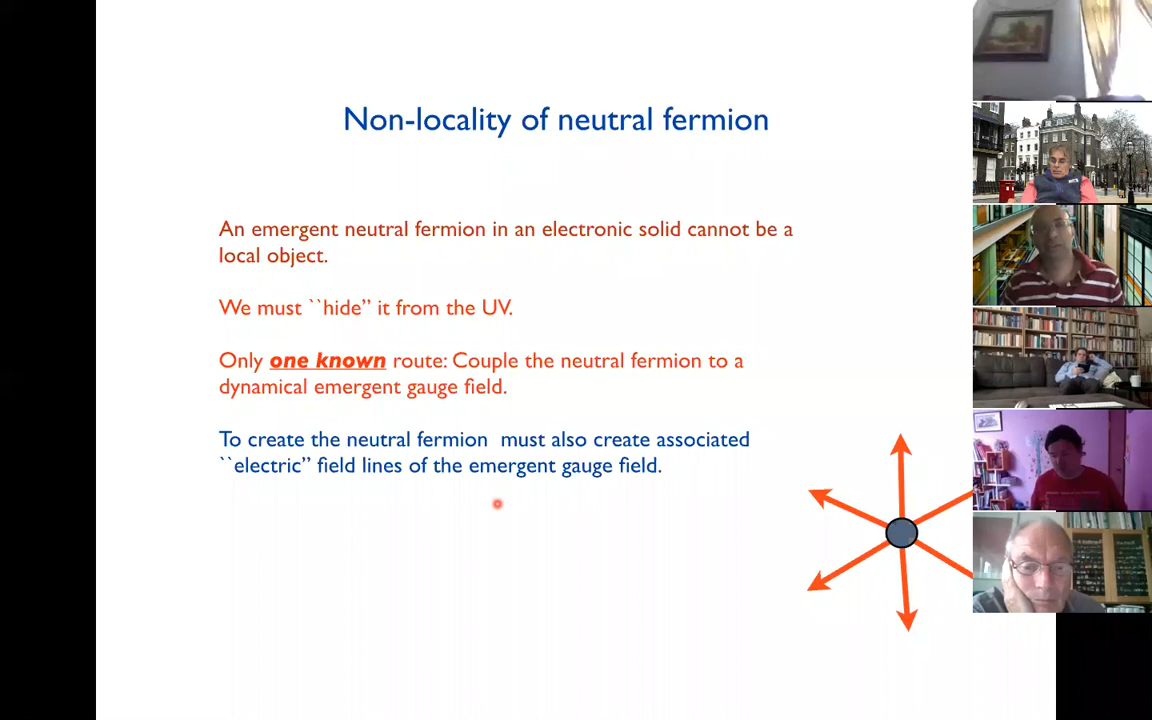 Non-locality of neutral fermion
An emergent neutral fermion in an electronic solid cannot be a
local object.
We must ``hide” it from the UV.
Only one known route: Couple the neutral fermion to a
dynamical emergent gauge field.
To create the neutral fermion must also create associated
``electric” field lines of the emergent gauge field.